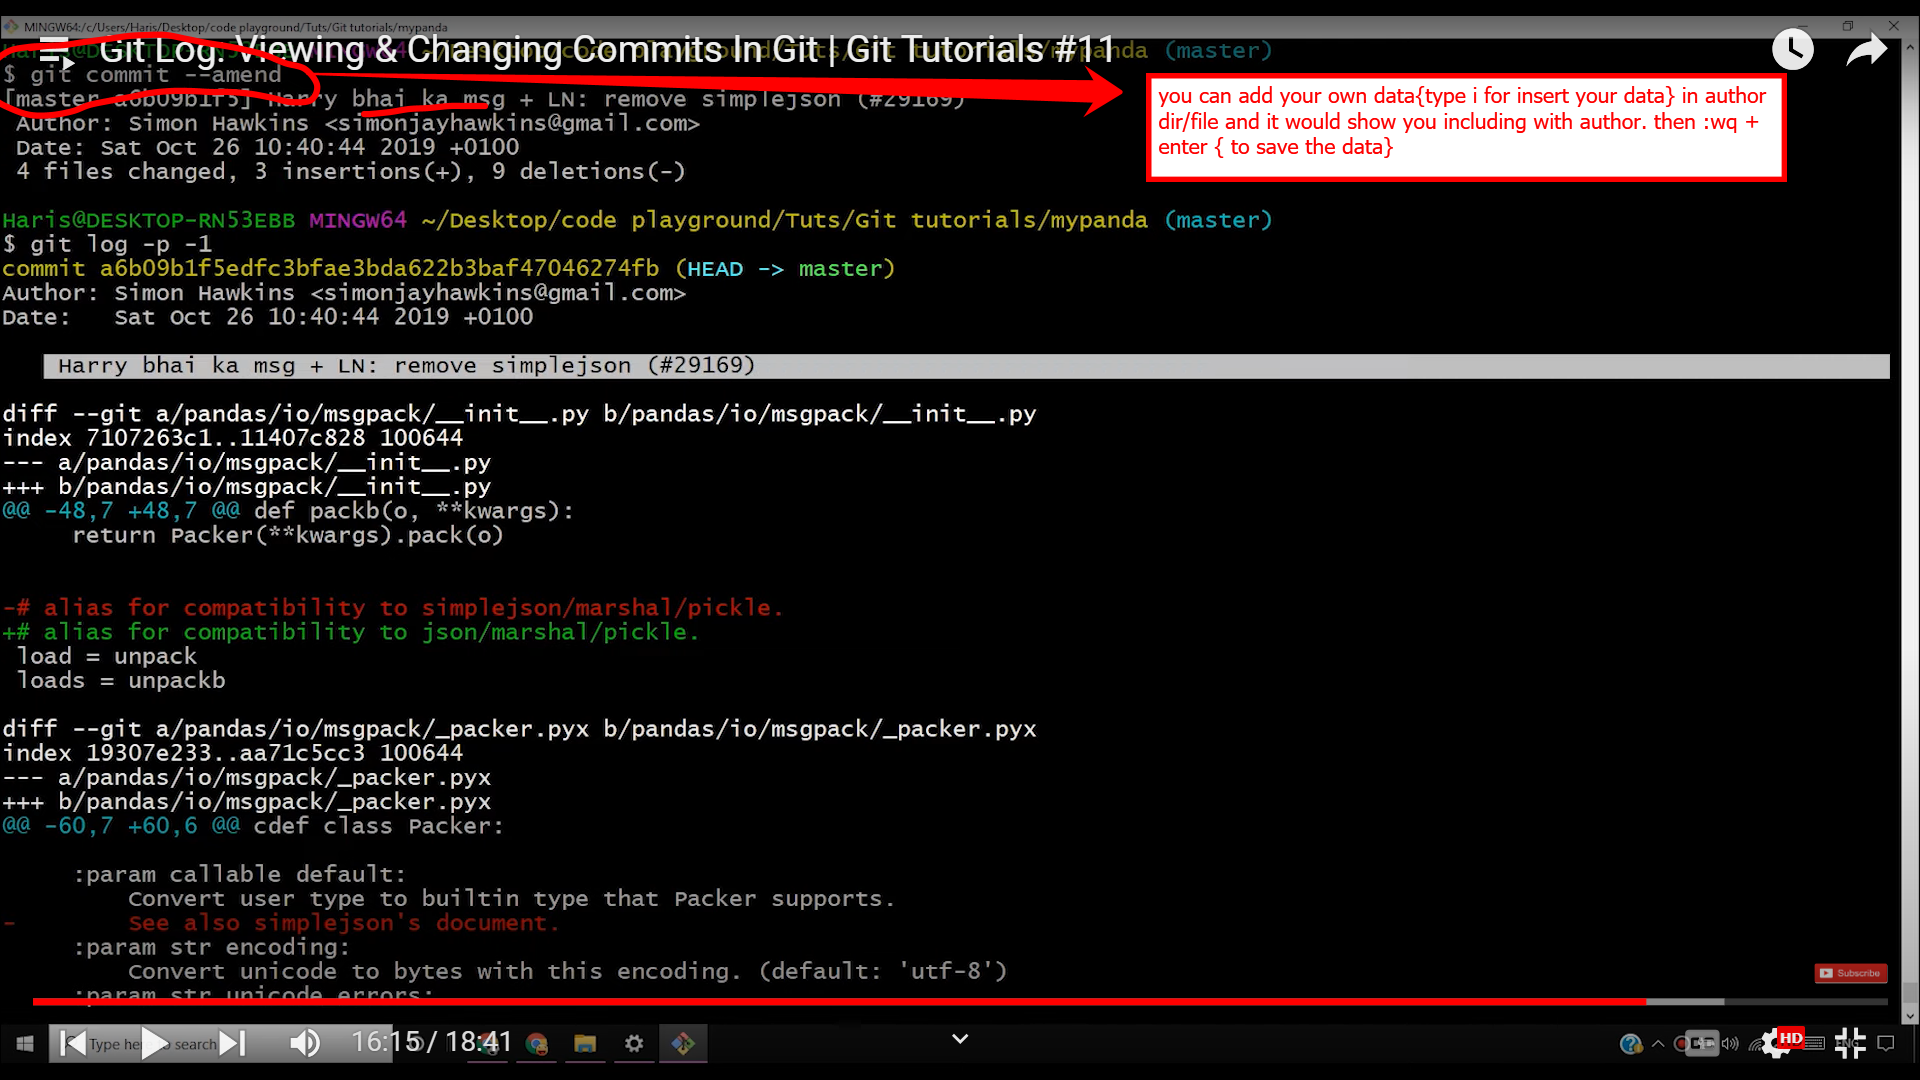 MINGW64:/c/Users/Haris/Desktop/code playground/Tuts/Git tutorials/mypanda
Git Log: Viewing & Changing Commits In Git | Git Tutorials #11
(master)
$ git commit --amend
[master a6b09b1f5] Harry bhai ka msg + LN: remove simplejson (#29169)
Author: Simon Hawkins <simonjayhawkins@gmail.com>
Date: Sat Oct 26 10:40:44 2019 +0100
4 files changed, 3 insertions(+), 9 deletions(-)
you can add your own data{type i for insert your data} in author
dir/file and it would show you including with author. then :wq +
enter { to save the data}
Haris@DESKTOP-RN53EBB MINGW64 ~/Desktop/code playground/Tuts/Git tutorials/mypanda (master)
$ git log -p -1
commit a6b09b1f5edfc3bfae3bda622b3baf47046274fb (HEAD -> master)
Author: Simon Hawkins <simonjayhawkins@gmail.com>
Date:   Sat Oct 26 10:40:44 2019 +0100
Harry bhai ka msg + LN: remove simplejson (#29169)
diff --git a/pandas/io/msgpack/__init__.py b/pandas/io/msgpack/__init__.py
index 7107263c1..11407c828 100644
--- a/pandas/io/msgpack/__init__.py
+++ b/pandas/io/msgpack/__init__.py
@@ -48,7 +48,7 @@ def packb(o, **kwargs):
return Packer(**kwargs).pack(o)
-# alias for compatibility to simplejson/marshal/pickle.
+# alias for compatibility to json/marshal/pickle.
load = unpack
loads = unpackb
diff --git a/pandas/io/msgpack/_packer.pyx b/pandas/io/msgpack/_packer.pyx
index 19307e233..aa71c5cc3 100644
--- a/pandas/io/msgpack/_packer.pyx
+++ b/pandas/io/msgpack/_packer.pyx
@@ -60,7 +60,6 @@ cdef class Packer:
:param callable default:
Convert user type to builtin type that Packer supports.
-        See also simplejson's document.
:param str encoding:
Convert unicode to bytes with this encoding. (default: 'utf-8')
:param str unicode_errors:
Subscribe
Type here to search
16:15 / 18:41
HD